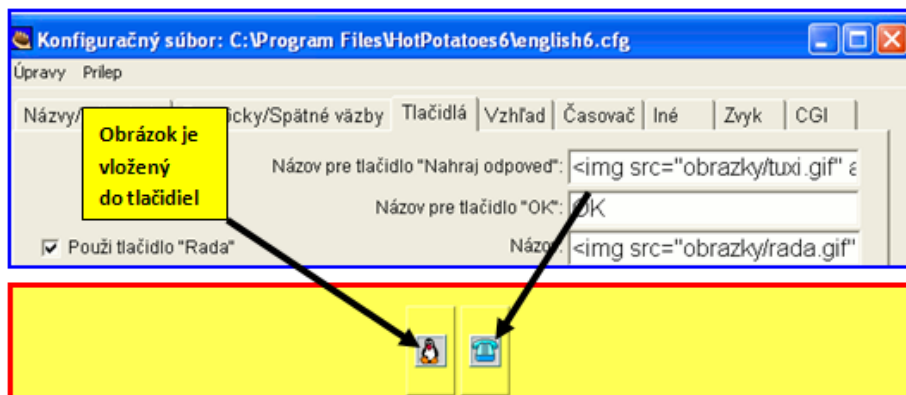 Konfiguračný súbor: C:\Program Files\HotPotatoes6\english6.cfg
Úpravy Prilep
Názvy/ cky/Spätné väzby Tlačidlá Vzhľad Časovač Iné Zvyk CGI
Obrázok je
vložený
do tlačidiel
Názov pre tlačidlo "Nahraj odpoveď": <img src="obrazky/tuxi.gif" a
Názov pre tlačidlo "OK": OK
Použi tlačidlo "Rada" Názov: <img src="obrazky/rada.gif"